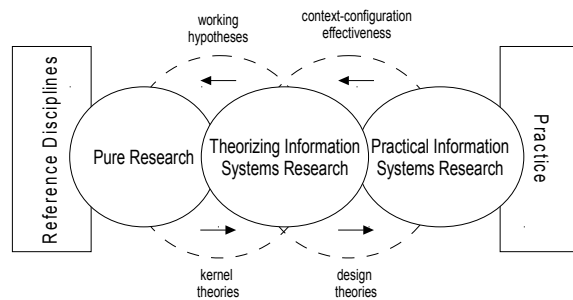 working
hypotheses
context-configuration
effectiveness
Reference Disciplines
Pure Research
Theorizing Information
Systems Research
Practical Information
Systems Research
Practice
kernel
theories
design
theories